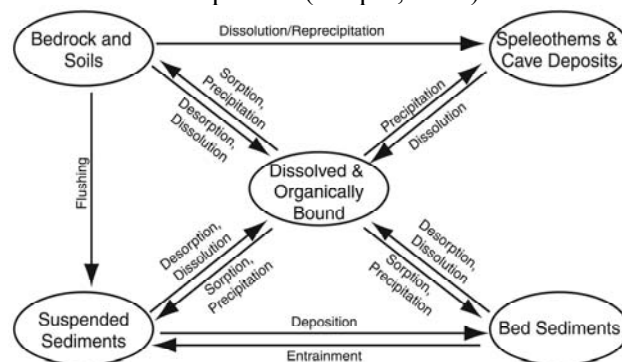 Bedrock and
Soils
Dissolution/Reprecipitation
Speleothems &
Cave Deposits
Sorption,
Precipitation
Desorption,
Dissolution
Precipitation
Dissolution
Flushing
Dissolved &
Organically
Bound
Desorption,
Dissolution
Sorption,
Precipitation
Desorption,
Dissolution
Sorption,
Precipitation
Suspended
Sediments
Deposition
Entrainment
Bed Sediments